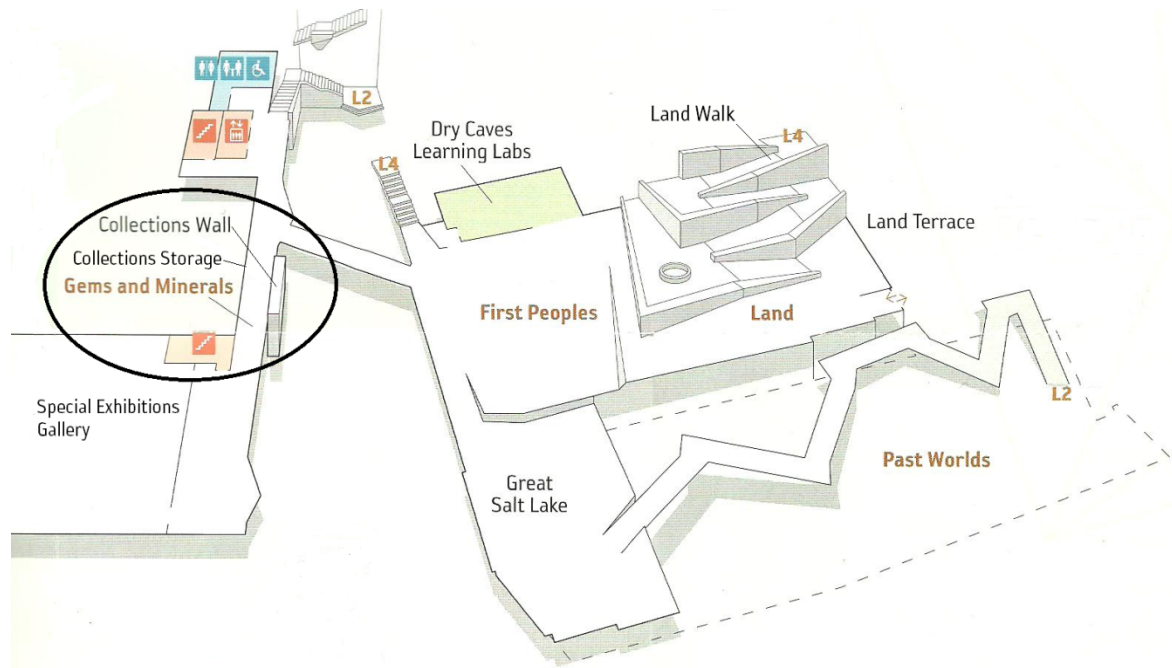 L2
Land Walk
L4
Dry Caves
Learning Labs
L4
Collections Wall
Land Terrace
Collections Storage
Gems and Minerals
First Peoples
Land
L2
Special Exhibitions
Gallery
Past Worlds
Great
Salt Lake